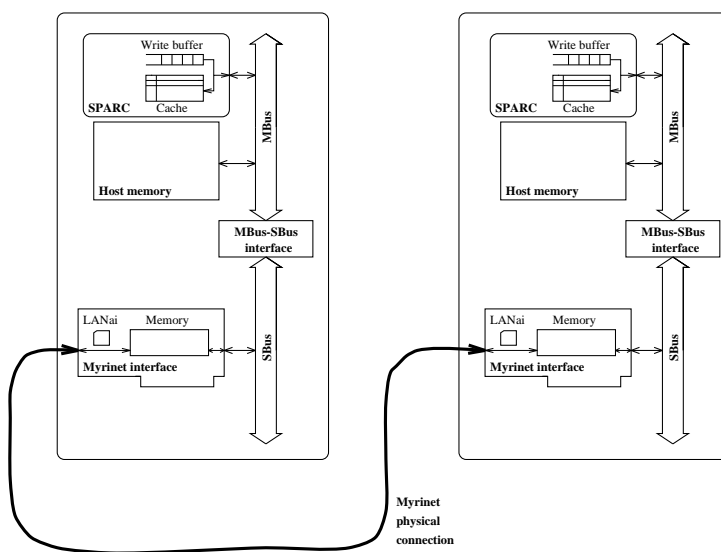 Write buffer
Cache
SPARC
MBus
Host memory
MBus-SBus
interface
LANai
Memory
Myrinet interface
SBus
Write buffer
Cache
SPARC
MBus
Host memory
MBus-SBus
interface
LANai
Memory
Myrinet interface
SBus
Myrinet
physical
connection